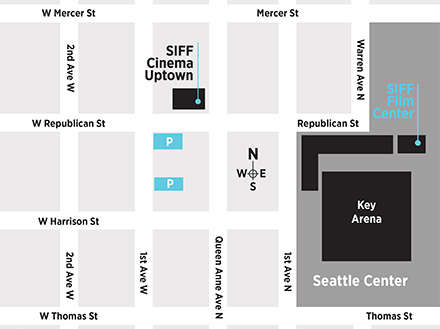 W Mercer St
Mercer St
2nd Ave W
SIFF
Cinema
Uptown
Warren Ave N
SIFF
Film
Center
W Republican St
Republican St
P
P
N
W E
S
Key
Arena
W Harrison St
2nd Ave W
1st Ave W
Queen Anne Ave N
1st Ave N
Seattle Center
W Thomas St
Thomas St